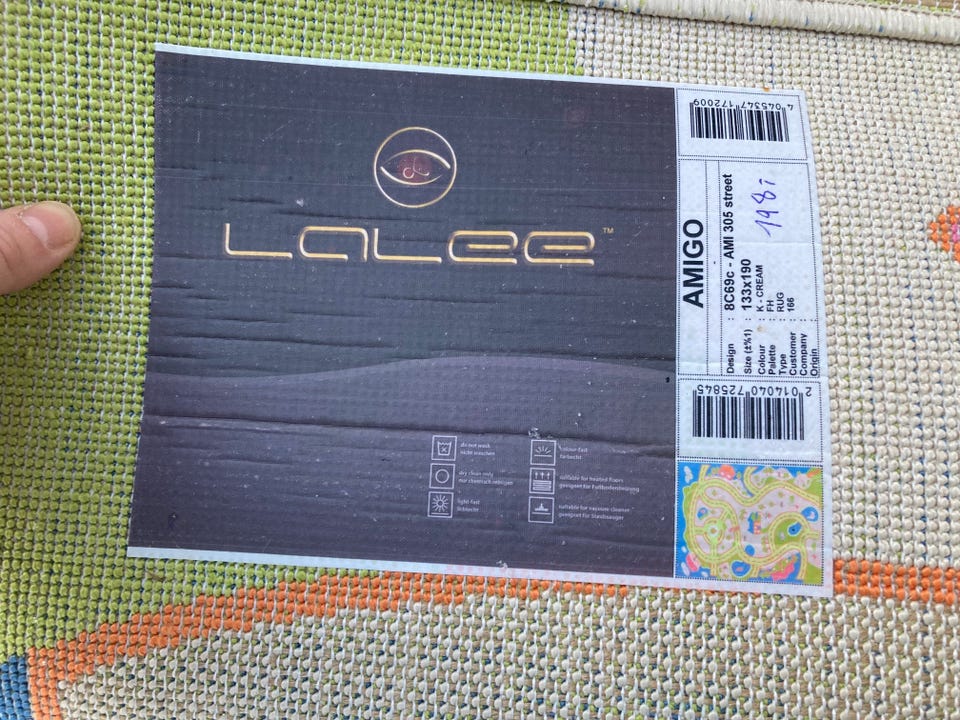 LaLee™
do not wash
nicht waschen
dry clean only
nur chemisch reinigen
light-fast
lichtecht
colour-fast
farbecht
suitable for heated floors
geeignet für Fußbodenheizung
suitable for vacuum cleaner
geeignet für Staubsauger
4 045347 172009
AMIGO
Design : 8C69c - AMI 305 street
Size (±%1) : 133x190
Colour : K - CREAM
Palette : FH
Type : RUG
Customer : 166
Company :
Origin :
2 014040 725845